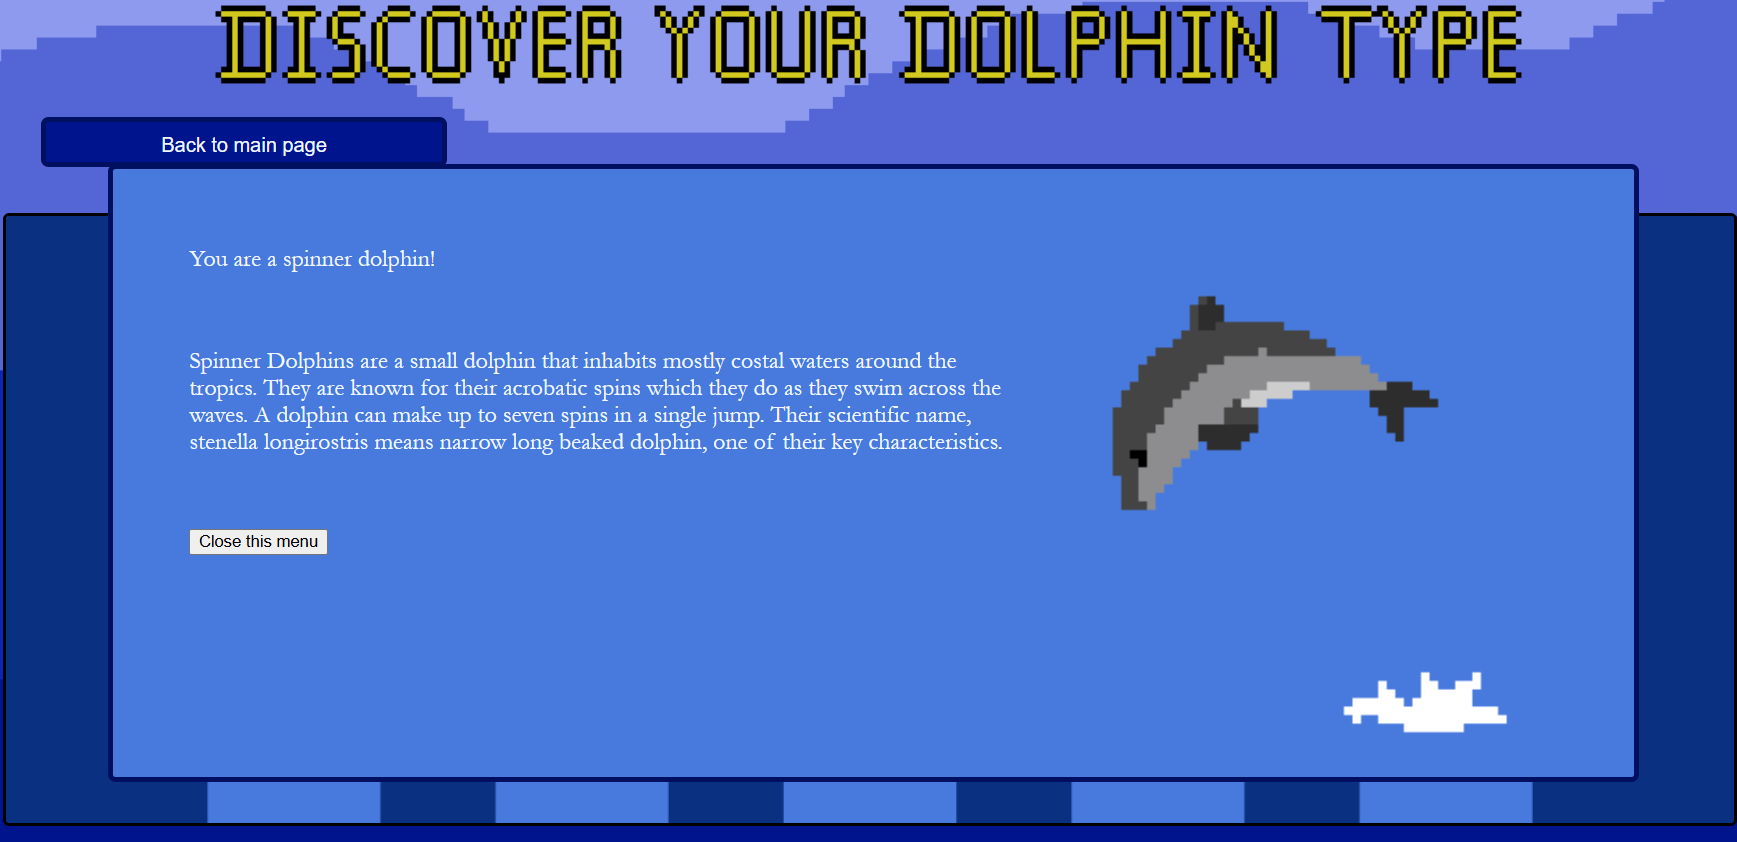 DISCOVER YOUR DOLPHIN TYPE
Back to main page
You are a spinner dolphin!
Spinner Dolphins are a small dolphin that inhabits mostly costal waters around the
tropics. They are known for their acrobatic spins which they do as they swim across the
waves. A dolphin can make up to seven spins in a single jump. Their scientific name,
stenella longirostris means narrow long beaked dolphin, one of their key characteristics.
Close this menu